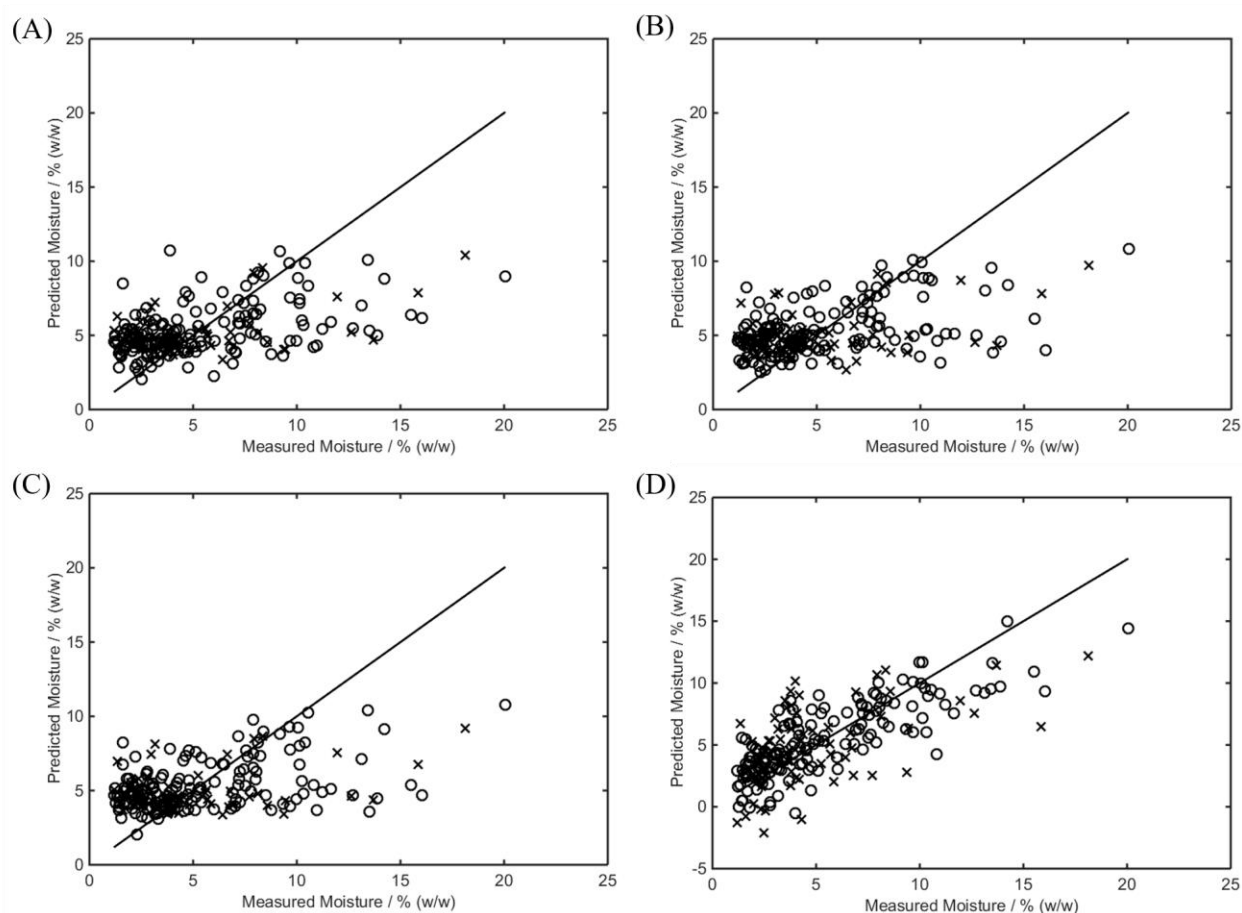 (A)
25
20
15
10
5
0
Predicted Moisture / % (w/w)
0 5 10 15 20 25
Measured Moisture / % (w/w)
(B)
25
20
15
10
5
0
Predicted Moisture / % (w/w)
0 5 10 15 20 25
Measured Moisture / % (w/w)
(C)
25
20
15
10
5
0
Predicted Moisture / % (w/w)
0 5 10 15 20 25
Measured Moisture / % (w/w)
(D)
25
20
15
10
5
0
-5
Predicted Moisture / % (w/w)
0 5 10 15 20 25
Measured Moisture / % (w/w)